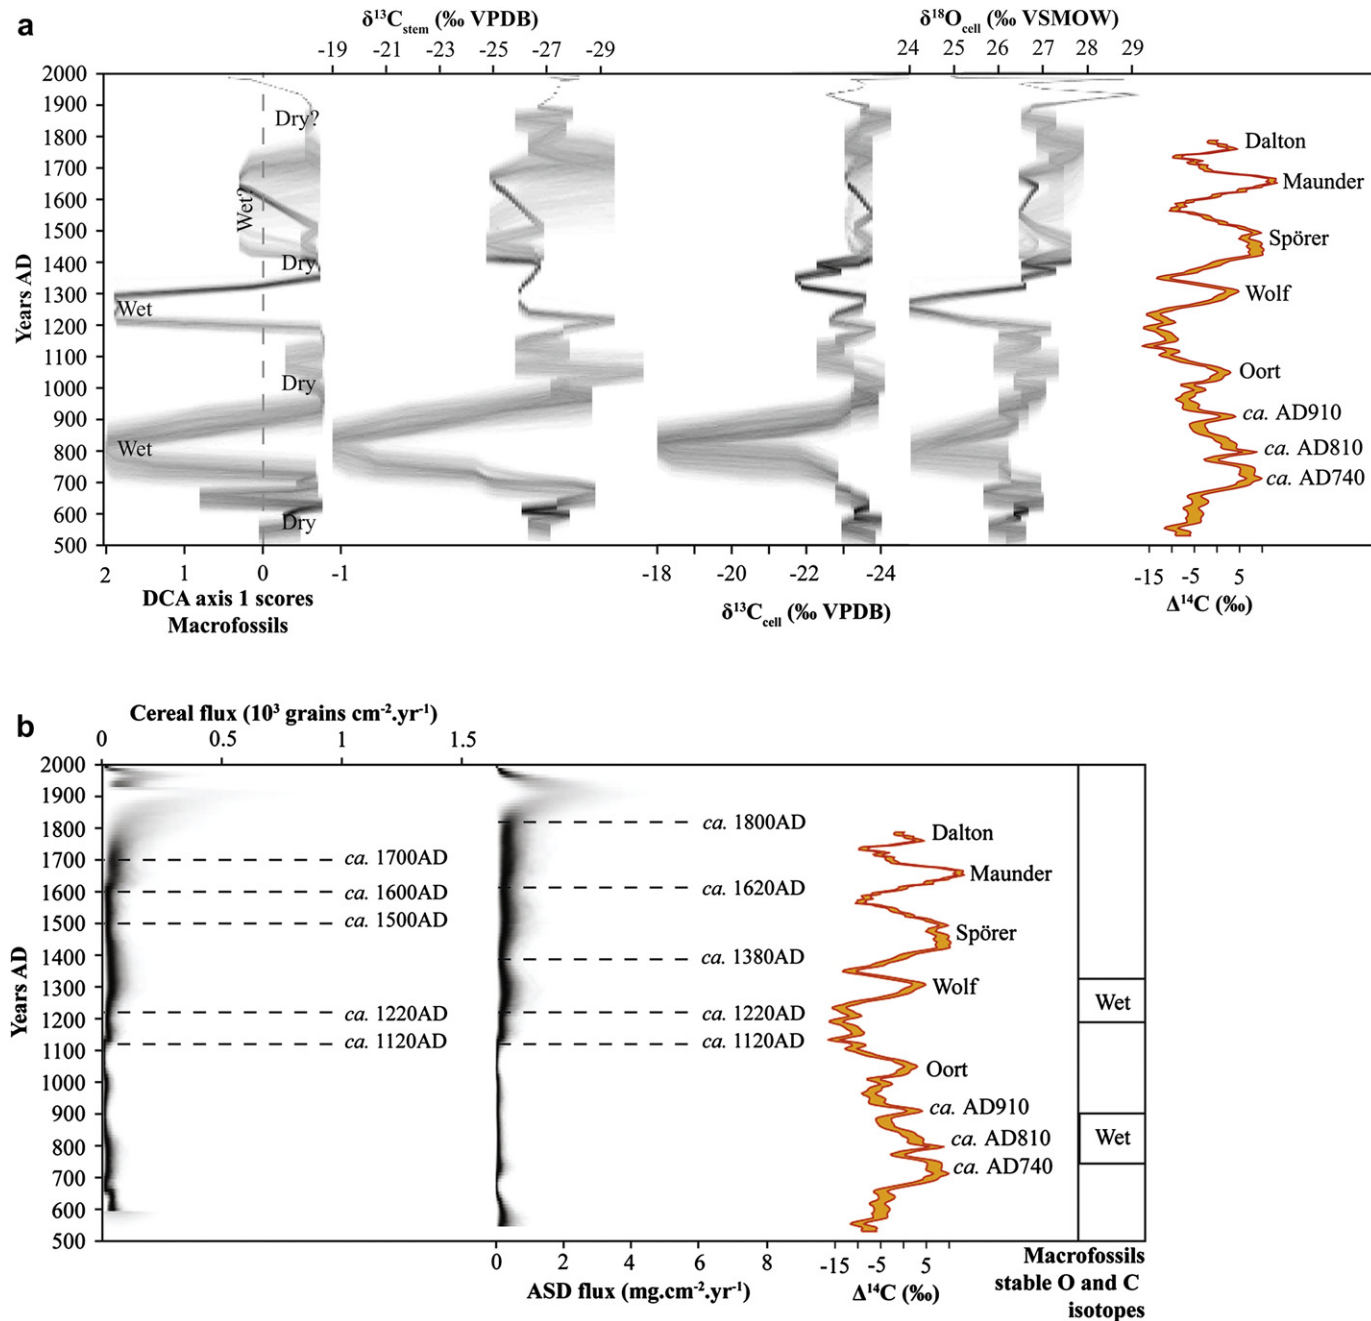 a
δ¹³C_stem (‰ VPDB)
δ¹⁸O_cell (‰ VSMOW)
-19 -21 -23 -25 -27 -29
24 25 26 27 28 29
2000
1900
1800
1700
1600
1500
1400
1300
1200
1100
1000
900
800
700
600
500
Years AD
Dry?
Wet?
Dry
Wet
Dry
Wet
Dry
Dalton
Maunder
Spörer
Wolf
Oort
ca. AD910
ca. AD810
ca. AD740
2 1 0 -1
-18 -20 -22 -24
-15 -5 5
DCA axis 1 scores
Macrofossils
δ¹³C_cell (‰ VPDB)
Δ¹⁴C (‰)
b
Cereal flux (10³ grains cm⁻².yr⁻¹)
0 0.5 1 1.5
2000
1900
1800
1700
1600
1500
1400
1300
1200
1100
1000
900
800
700
600
500
Years AD
ca. 1700AD
ca. 1600AD
ca. 1500AD
ca. 1220AD
ca. 1120AD
ca. 1800AD
ca. 1620AD
ca. 1380AD
ca. 1220AD
ca. 1120AD
Dalton
Maunder
Spörer
Wolf
Oort
ca. AD910
ca. AD810
ca. AD740
Wet
Wet
0 2 4 6 8
-15 -5 5
ASD flux (mg.cm⁻².yr⁻¹)
Δ¹⁴C (‰)
Macrofossils
stable O and C
isotopes